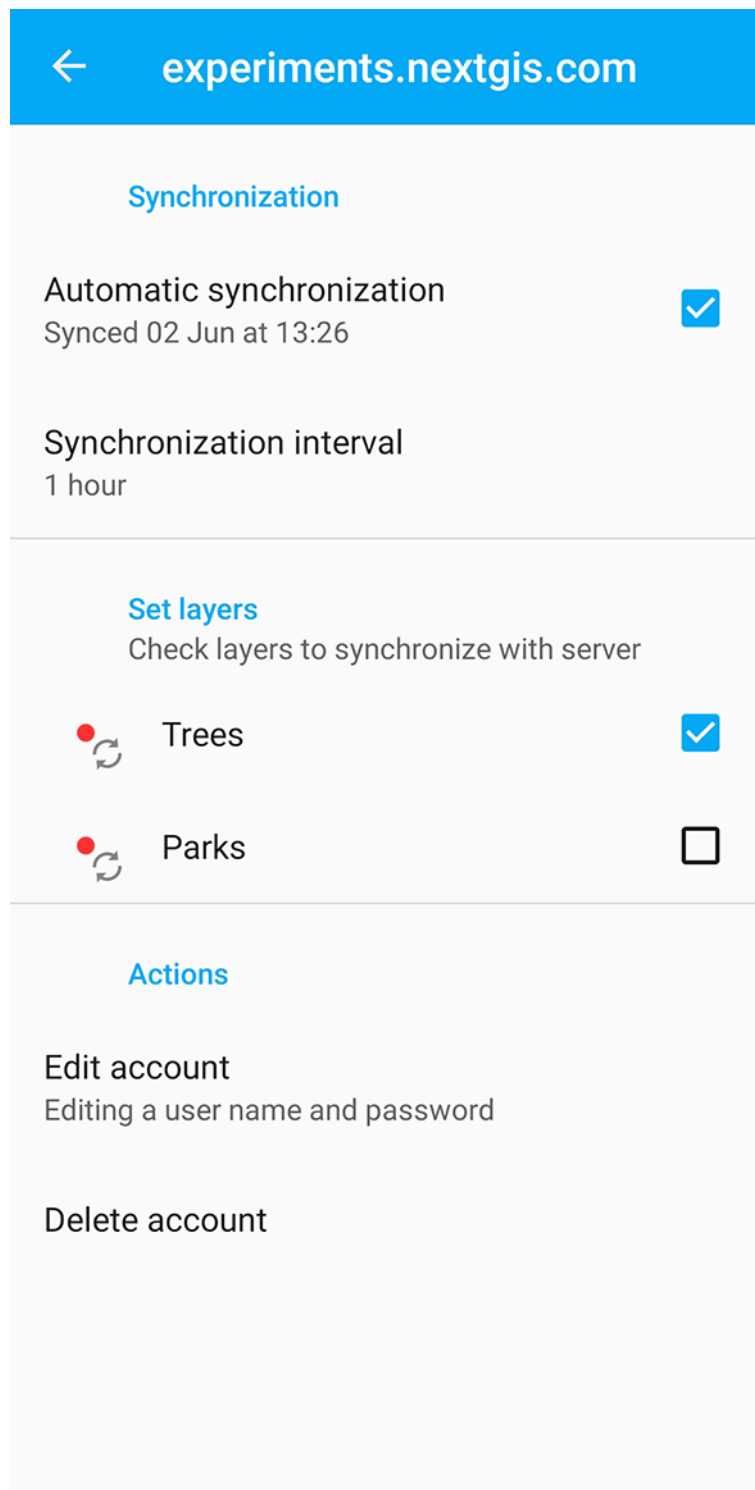 experiments.nextgis.com
Synchronization
Automatic synchronization
Synced 02 Jun at 13:26
Synchronization interval
1 hour
Set layers
Check layers to synchronize with server
Trees
Parks
Actions
Edit account
Editing a user name and password
Delete account